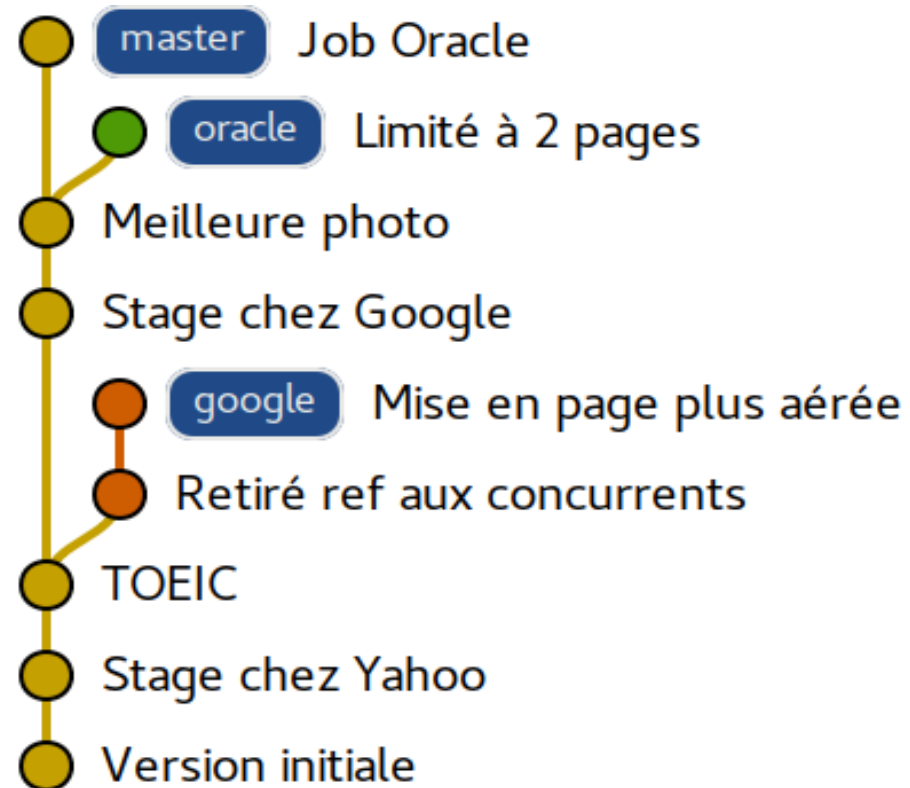 master Job Oracle
oracle Limité à 2 pages
Meilleure photo
Stage chez Google
google Mise en page plus aérée
Retiré ref aux concurrents
TOEIC
Stage chez Yahoo
Version initiale